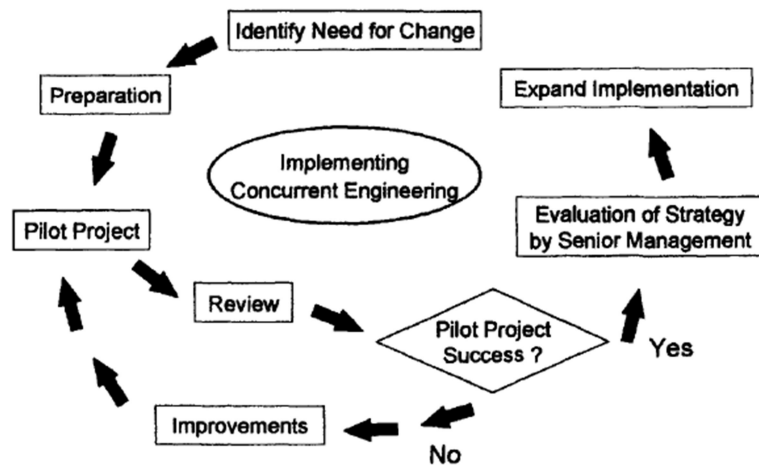 Identify Need for Change
Preparation
Expand Implementation
Implementing
Concurrent Engineering
Pilot Project
Evaluation of Strategy
by Senior Management
Review
Pilot Project
Success ?
Yes
Improvements
No